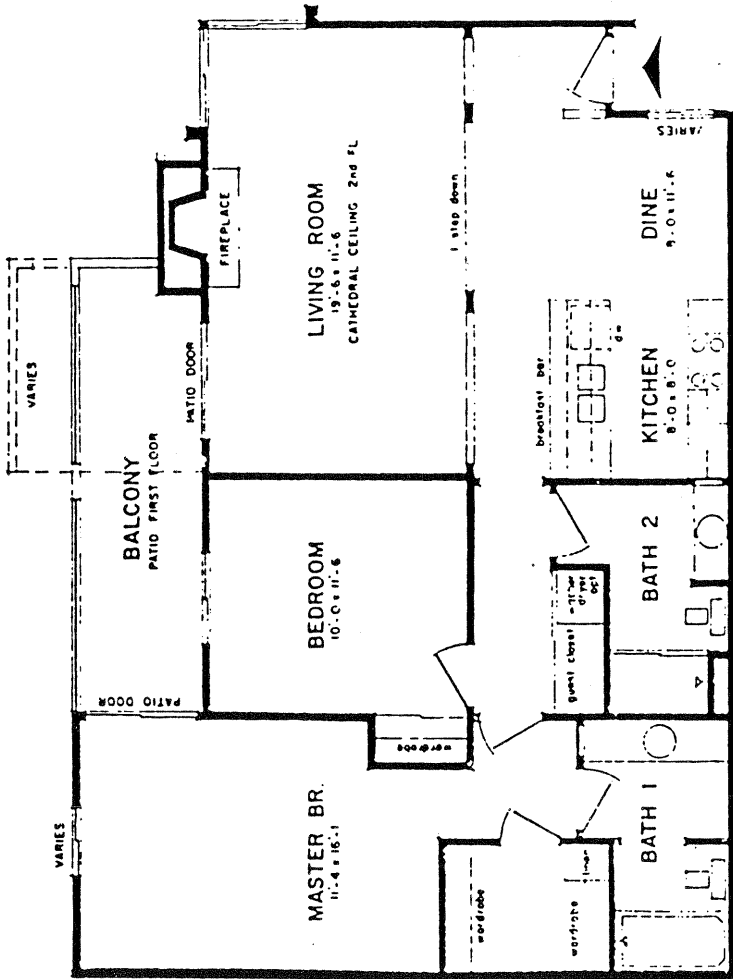 VARIES
BALCONY
PATIO FIRST FLOOR
PATIO DOOR
PATIO DOOR
FIREPLACE
LIVING ROOM
19'-6 x 11'-6
CATHEDRAL CEILING 2nd FL
1 step down
BEDROOM
10'-0 x 11'-6
wardrobe
VARIES
MASTER BR.
11'-4 x 16'-1
wardrobe
wardrobe
linen
BATH 1
guest closet
washer
dryer
opt
BATH 2
breakfast bar
dw
KITCHEN
8'-0 x 8'-0
DINE
VARIES